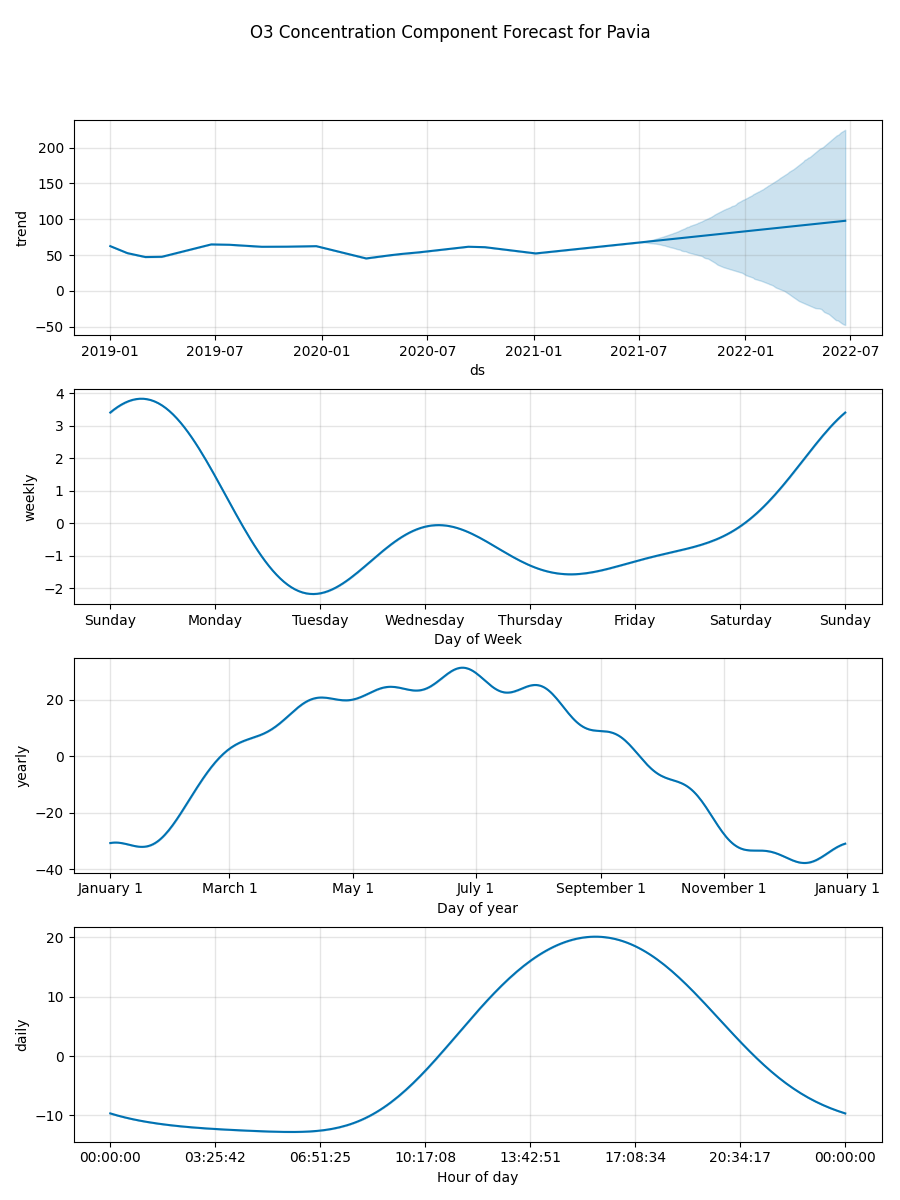 O3 Concentration Component Forecast for Pavia
trend
200
150
100
50
0
−50
2019-01 2019-07 2020-01 2020-07 2021-01 2021-07 2022-01 2022-07
ds
weekly
4
3
2
1
0
−1
−2
Sunday Monday Tuesday Wednesday Thursday Friday Saturday Sunday
Day of Week
yearly
20
0
−20
−40
January 1 March 1 May 1 July 1 September 1 November 1 January 1
Day of year
daily
20
10
0
−10
00:00:00 03:25:42 06:51:25 10:17:08 13:42:51 17:08:34 20:34:17 00:00:00
Hour of day